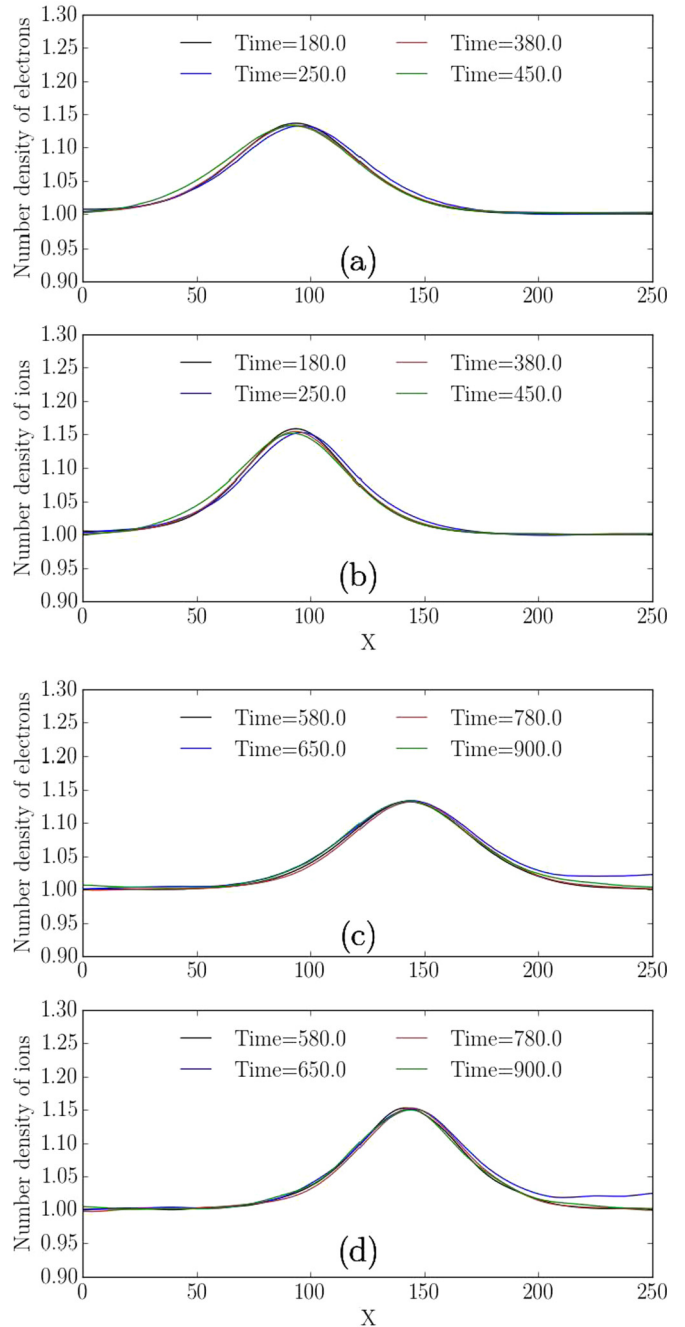 1.30
Time=180.0 Time=380.0
1.25
Time=250.0 Time=450.0
1.20
1.15
1.10
1.05
1.00
0.95
0.90
Number density of electrons
(a)
0 50 100 150 200 250
1.30
Time=180.0 Time=380.0
1.25
Time=250.0 Time=450.0
1.20
1.15
1.10
1.05
1.00
0.95
0.90
Number density of ions
(b)
0 50 100 150 200 250
X
1.30
Time=580.0 Time=780.0
1.25
Time=650.0 Time=900.0
1.20
1.15
1.10
1.05
1.00
0.95
0.90
Number density of electrons
(c)
0 50 100 150 200 250
1.30
Time=580.0 Time=780.0
1.25
Time=650.0 Time=900.0
1.20
1.15
1.10
1.05
1.00
0.95
0.90
Number density of ions
(d)
0 50 100 150 200 250
X